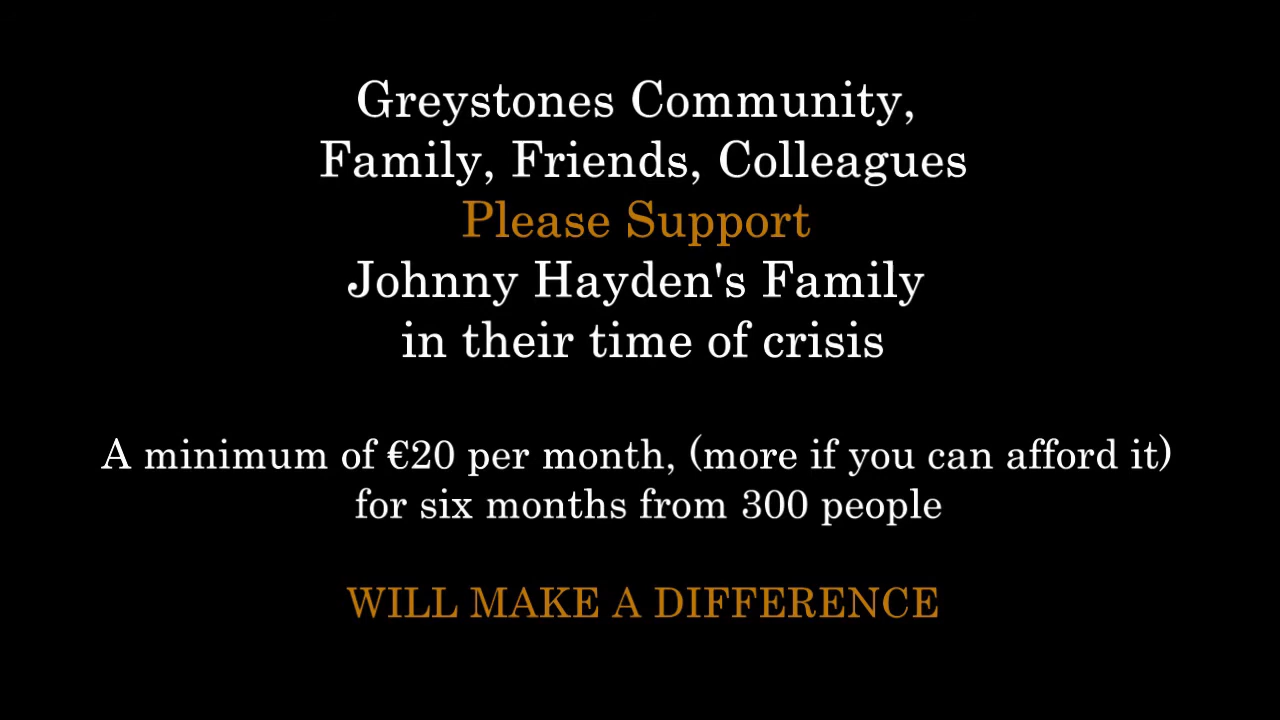 Greystones Community,
Family, Friends, Colleagues
Please Support
Johnny Hayden's Family
in their time of crisis
A minimum of €20 per month, (more if you can afford it)
for six months from 300 people
WILL MAKE A DIFFERENCE